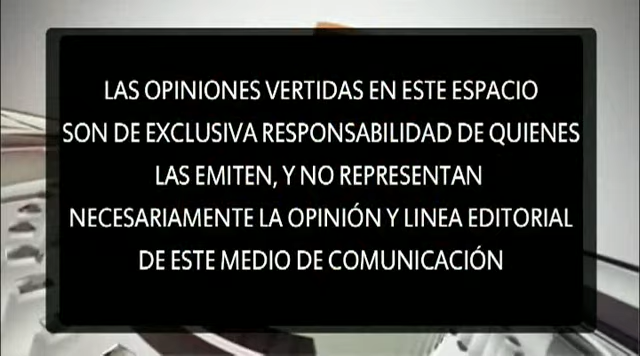 LAS OPINIONES VERTIDAS EN ESTE ESPACIO
SON DE EXCLUSIVA RESPONSABILIDAD DE QUIENES
LAS EMITEN, Y NO REPRESENTAN
NECESARIAMENTE LA OPINIÓN Y LINEA EDITORIAL
DE ESTE MEDIO DE COMUNICACIÓN